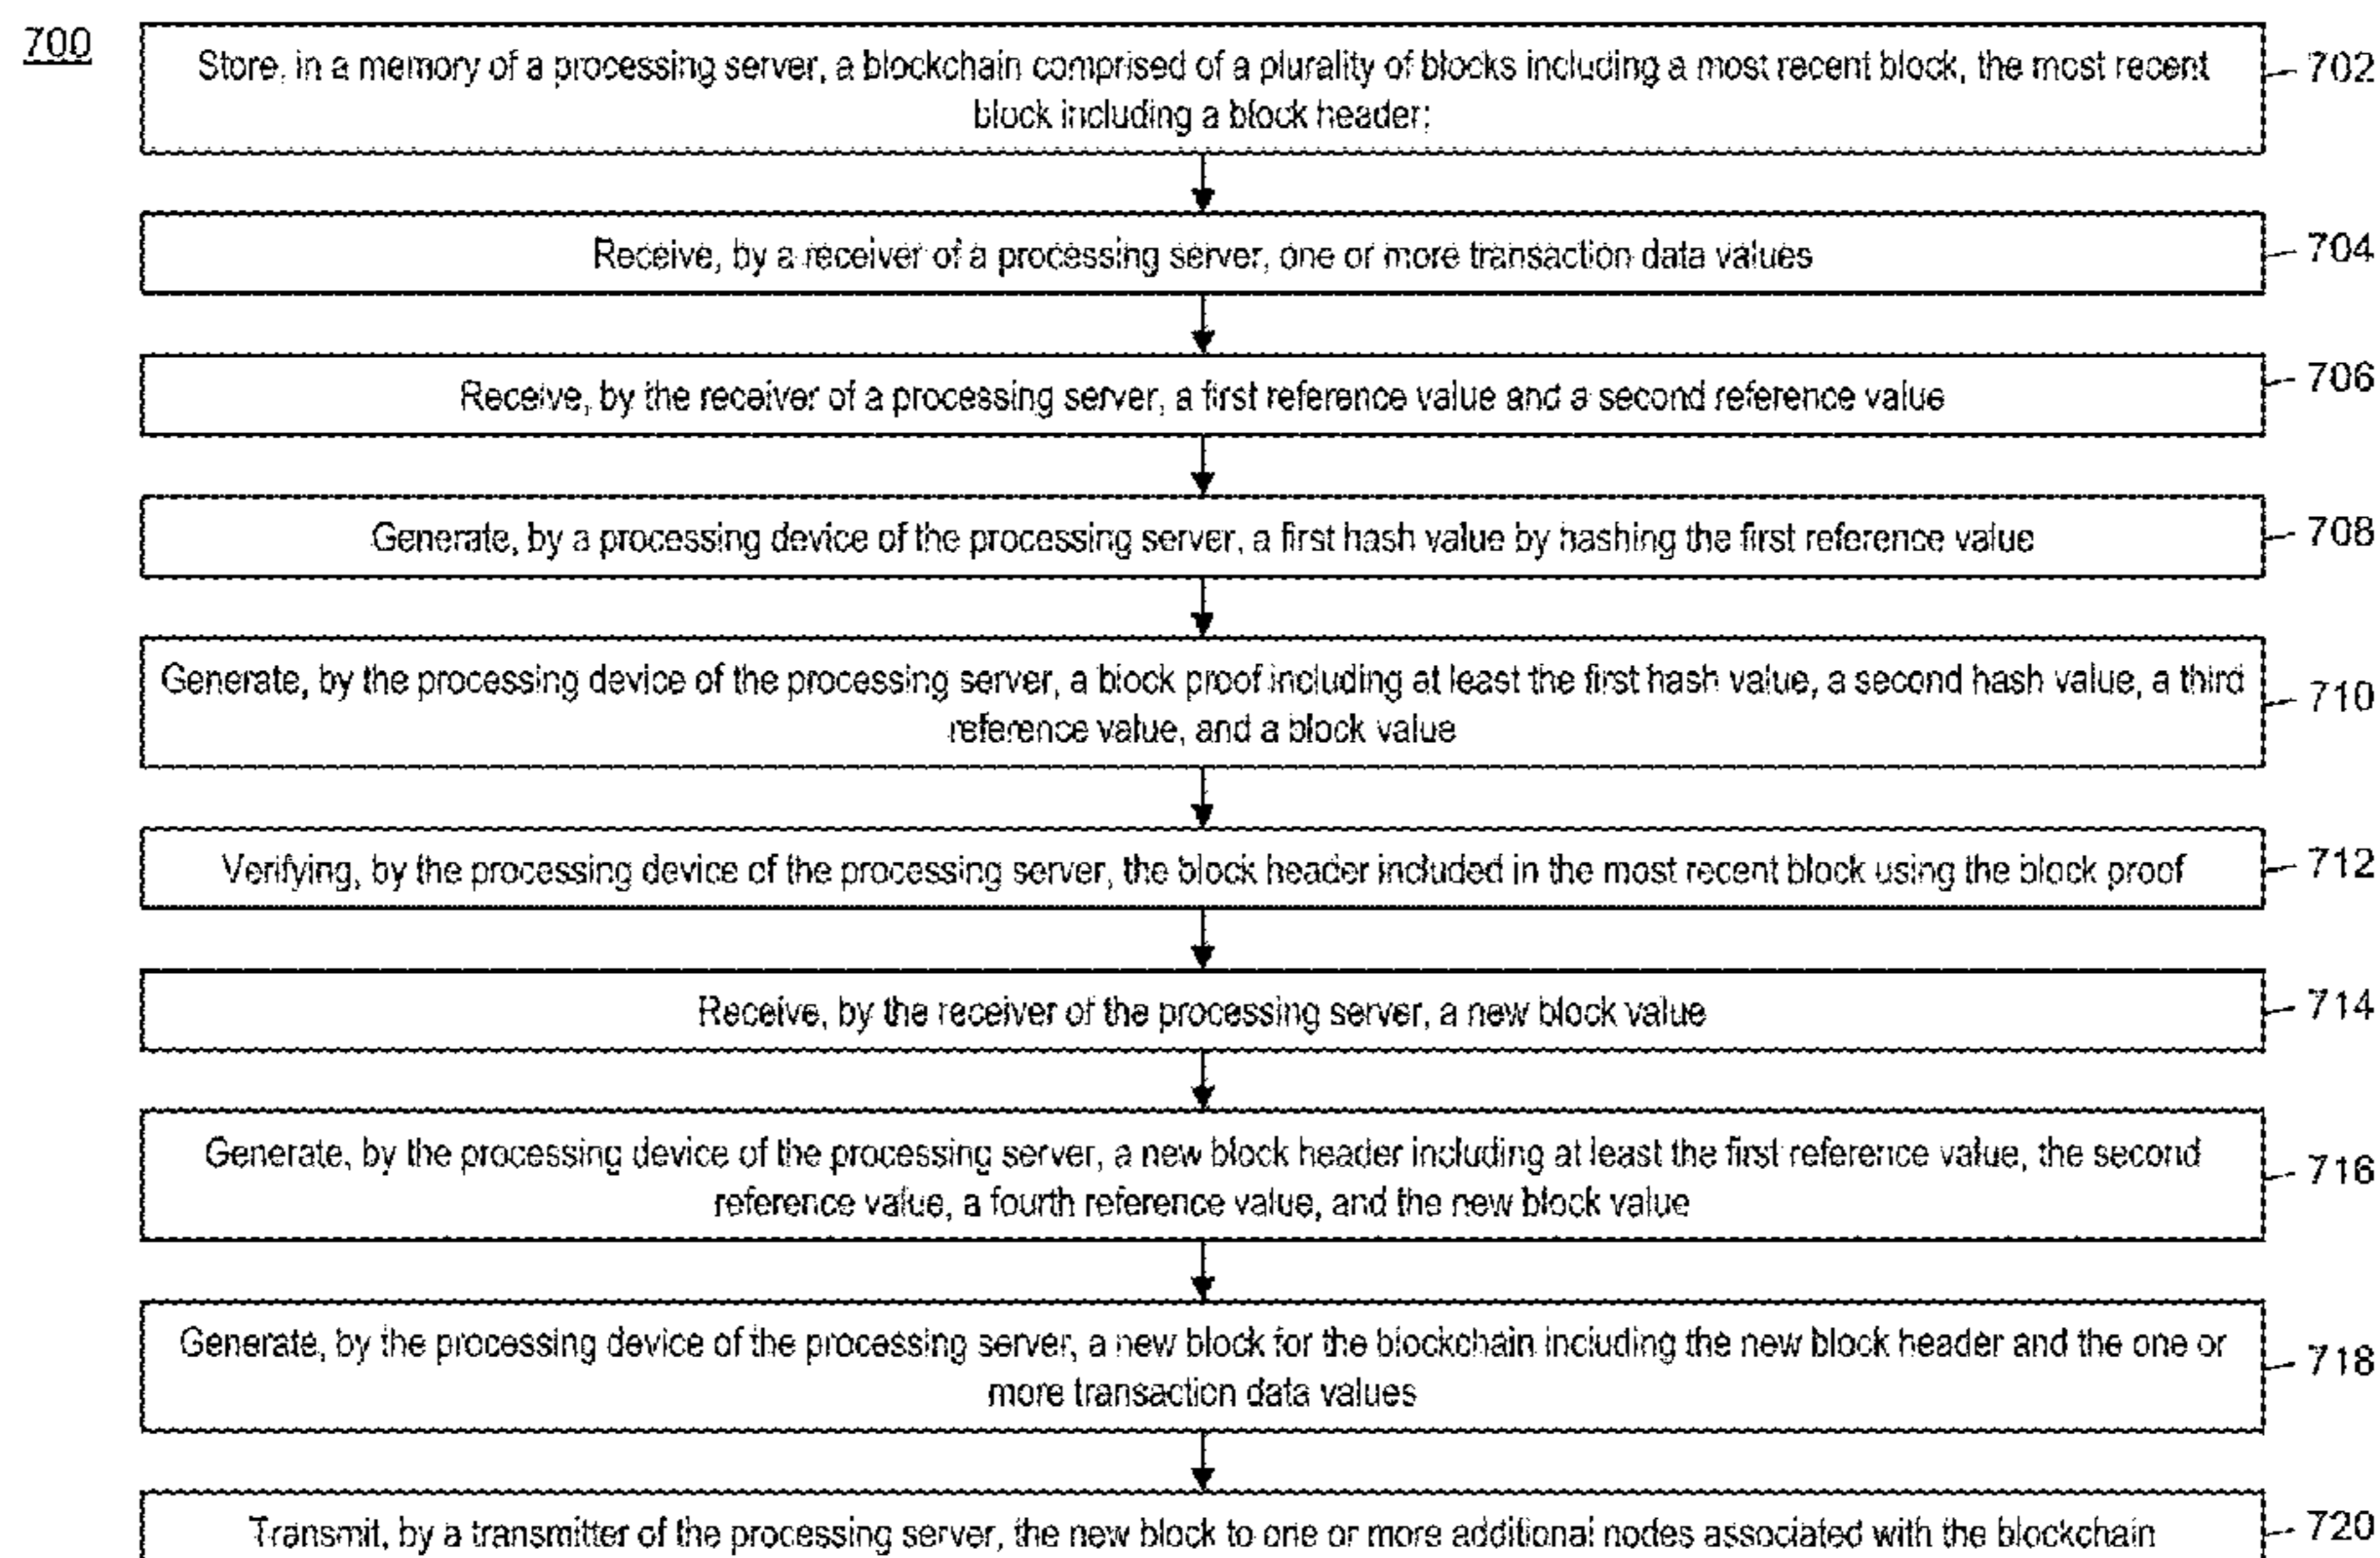 700
Store, in a memory of a processing server, a blockchain comprised of a plurality of blocks including a most recent block, the most recent
block including a block header;
702
Receive, by a receiver of a processing server, one or more transaction data values
704
Receive, by the receiver of a processing server, a first reference value and a second reference value
706
Generate, by a processing device of the processing server, a first hash value by hashing the first reference value
708
Generate, by the processing device of the processing server, a block proof including at least the first hash value, a second hash value, a third
reference value, and a block value
710
Verifying, by the processing device of the processing server, the block header included in the most recent block using the block proof
712
Receive, by the receiver of the processing server, a new block value
714
Generate, by the processing device of the processing server, a new block header including at least the first reference value, the second
reference value, a fourth reference value, and the new block value
716
Generate, by the processing device of the processing server, a new block for the blockchain including the new block header and the one or
more transaction data values
718
Transmit, by a transmitter of the processing server, the new block to one or more additional nodes associated with the blockchain
720